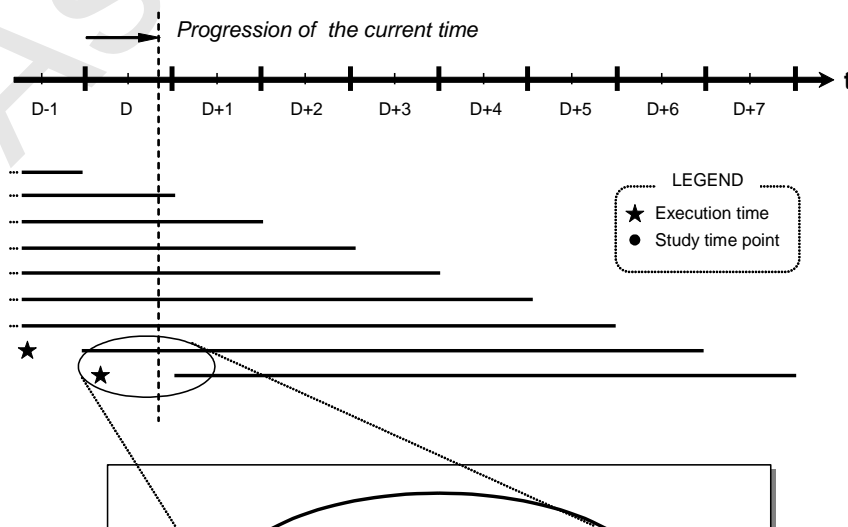 Progression of the current time
t
D-1 D D+1 D+2 D+3 D+4 D+5 D+6 D+7
LEGEND
Execution time
Study time point